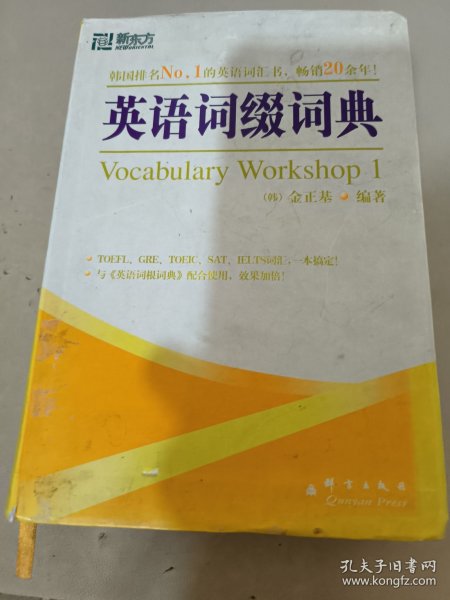 新东方
NEW ORIENTAL
韩国排名No.1的英语词汇书，畅销20余年！
英语词缀词典
Vocabulary Workshop 1
（韩）金正基 编著
TOEFL、GRE、TOEIC、SAT、IELTS词汇，一本搞定！
与《英语词根词典》配合使用，效果加倍！
群言出版社
Qunyan Press
孔夫子旧书网
www.kongfz.com